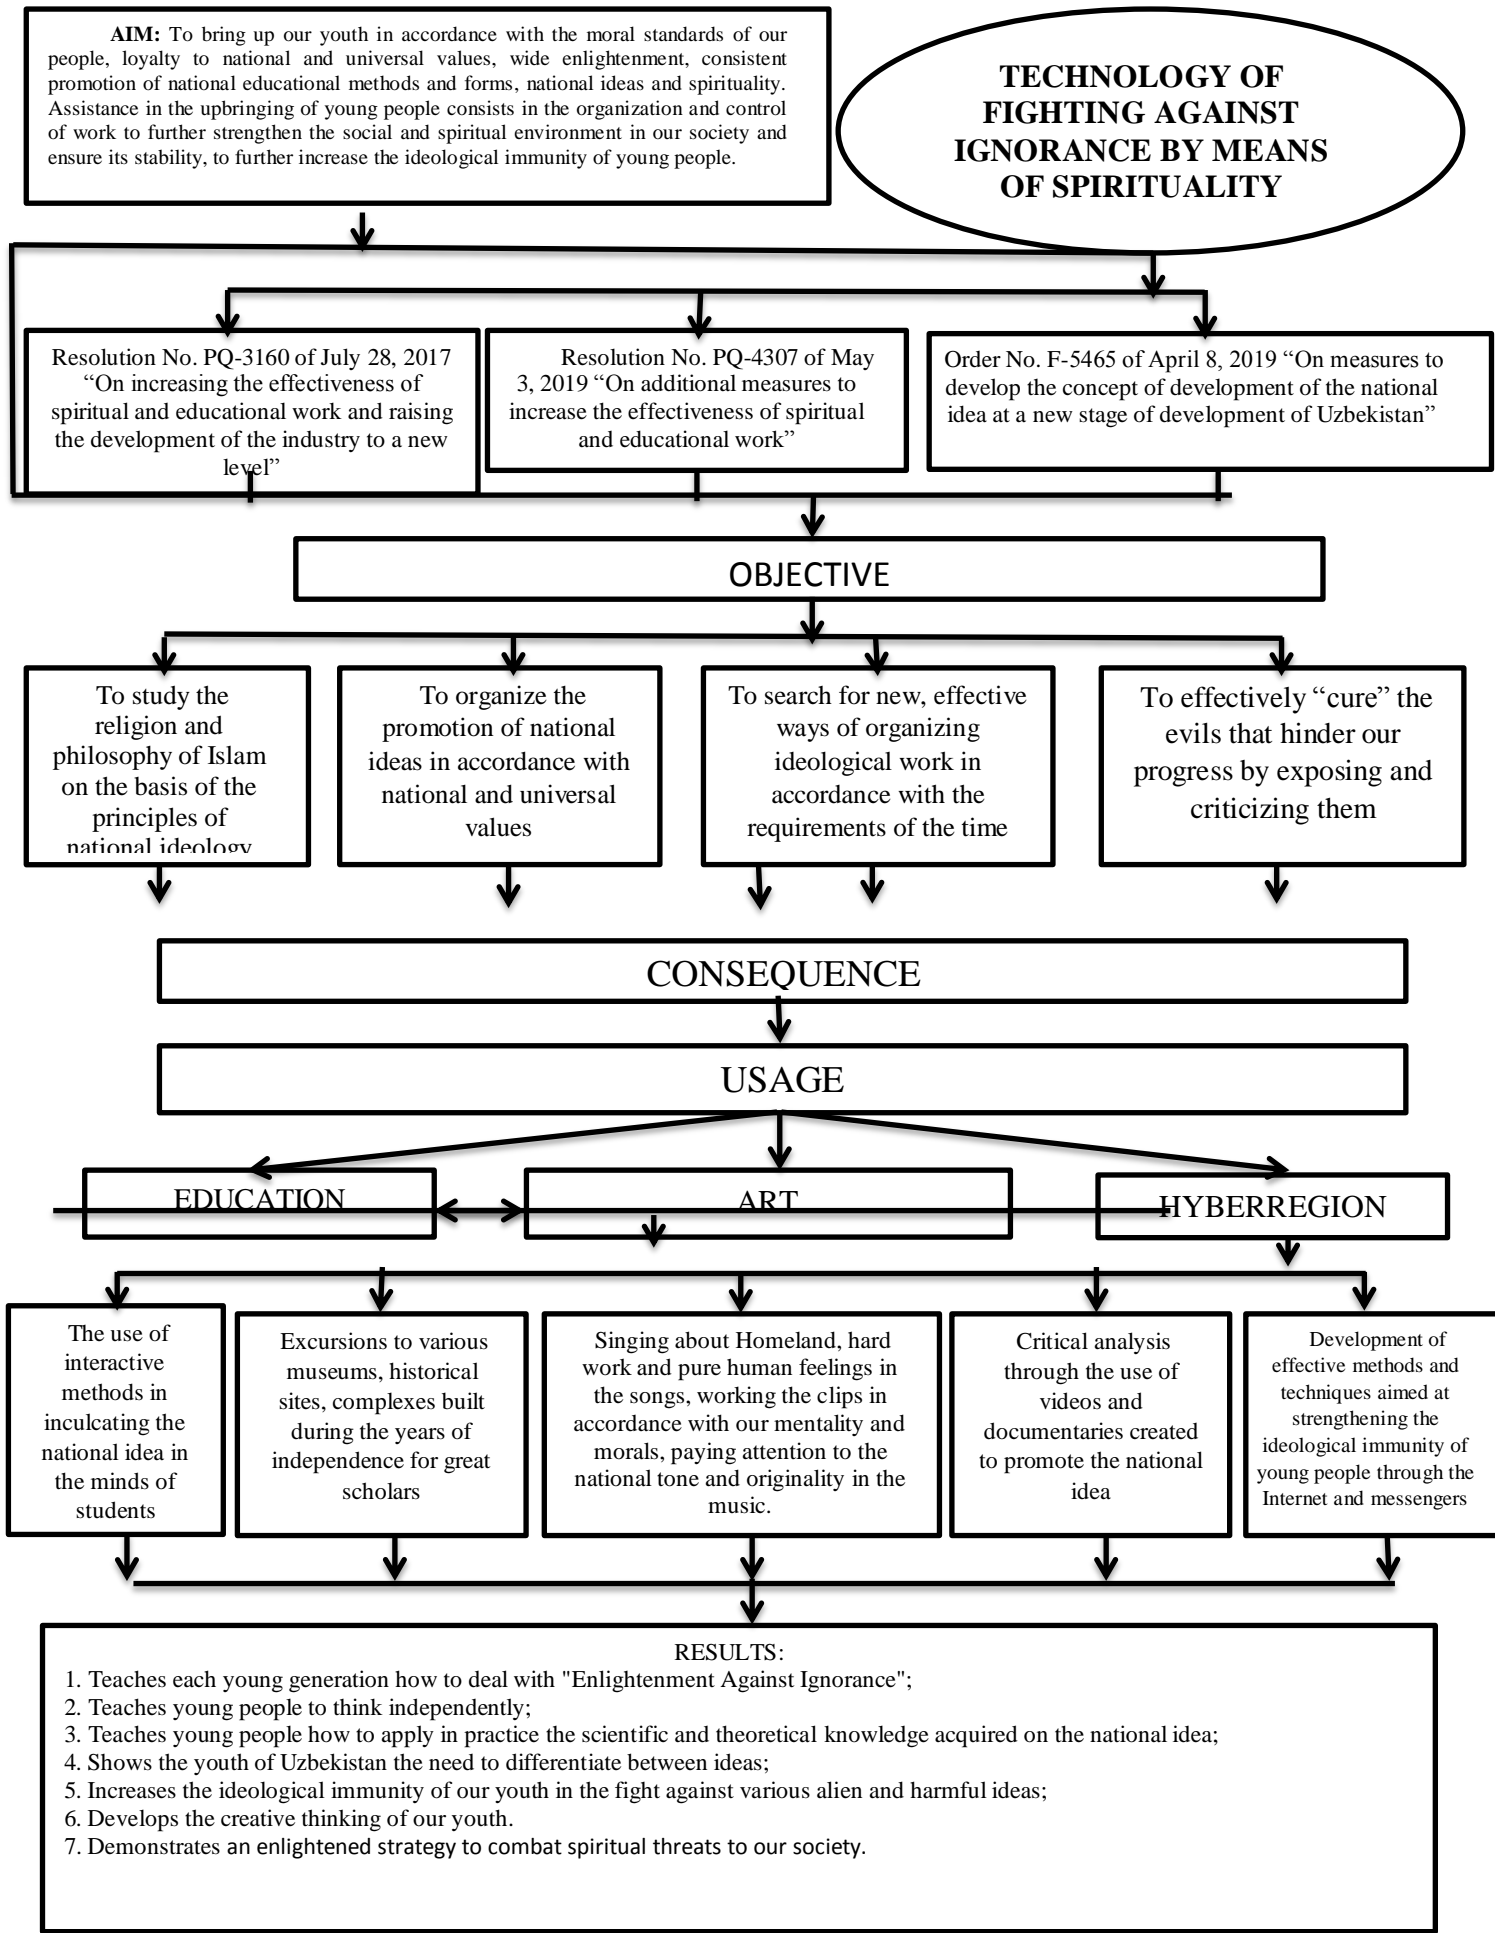 AIM: To bring up our youth in accordance with the moral standards of our
people, loyalty to national and universal values, wide enlightenment, consistent
promotion of national educational methods and forms, national ideas and spirituality.
Assistance in the upbringing of young people consists in the organization and control
of work to further strengthen the social and spiritual environment in our society and
ensure its stability, to further increase the ideological immunity of young people.
TECHNOLOGY OF
FIGHTING AGAINST
IGNORANCE BY MEANS
OF SPIRITUALITY
Resolution No. PQ-3160 of July 28, 2017
“On increasing the effectiveness of
spiritual and educational work and raising
the development of the industry to a new
level”
Resolution No. PQ-4307 of May
3, 2019 “On additional measures to
increase the effectiveness of spiritual
and educational work”
Order No. F-5465 of April 8, 2019 “On measures to
develop the concept of development of the national
idea at a new stage of development of Uzbekistan”
OBJECTIVE
To study the
religion and
philosophy of Islam
on the basis of the
principles of
national ideology
To organize the
promotion of national
ideas in accordance with
national and universal
values
To search for new, effective
ways of organizing
ideological work in
accordance with the
requirements of the time
To effectively “cure” the
evils that hinder our
progress by exposing and
criticizing them
CONSEQUENCE
USAGE
EDUCATION
ART
HYBERREGION
The use of
interactive
methods in
inculcating the
national idea in
the minds of
students
Excursions to various
museums, historical
sites, complexes built
during the years of
independence for great
scholars
Singing about Homeland, hard
work and pure human feelings in
the songs, working the clips in
accordance with our mentality and
morals, paying attention to the
national tone and originality in the
music.
Critical analysis
through the use of
videos and
documentaries created
to promote the national
idea
Development of
effective methods and
techniques aimed at
strengthening the
ideological immunity of
young people through the
Internet and messengers
RESULTS:
1. Teaches each young generation how to deal with "Enlightenment Against Ignorance";
2. Teaches young people to think independently;
3. Teaches young people how to apply in practice the scientific and theoretical knowledge acquired on the national idea;
4. Shows the youth of Uzbekistan the need to differentiate between ideas;
5. Increases the ideological immunity of our youth in the fight against various alien and harmful ideas;
6. Develops the creative thinking of our youth.
7. Demonstrates an enlightened strategy to combat spiritual threats to our society.